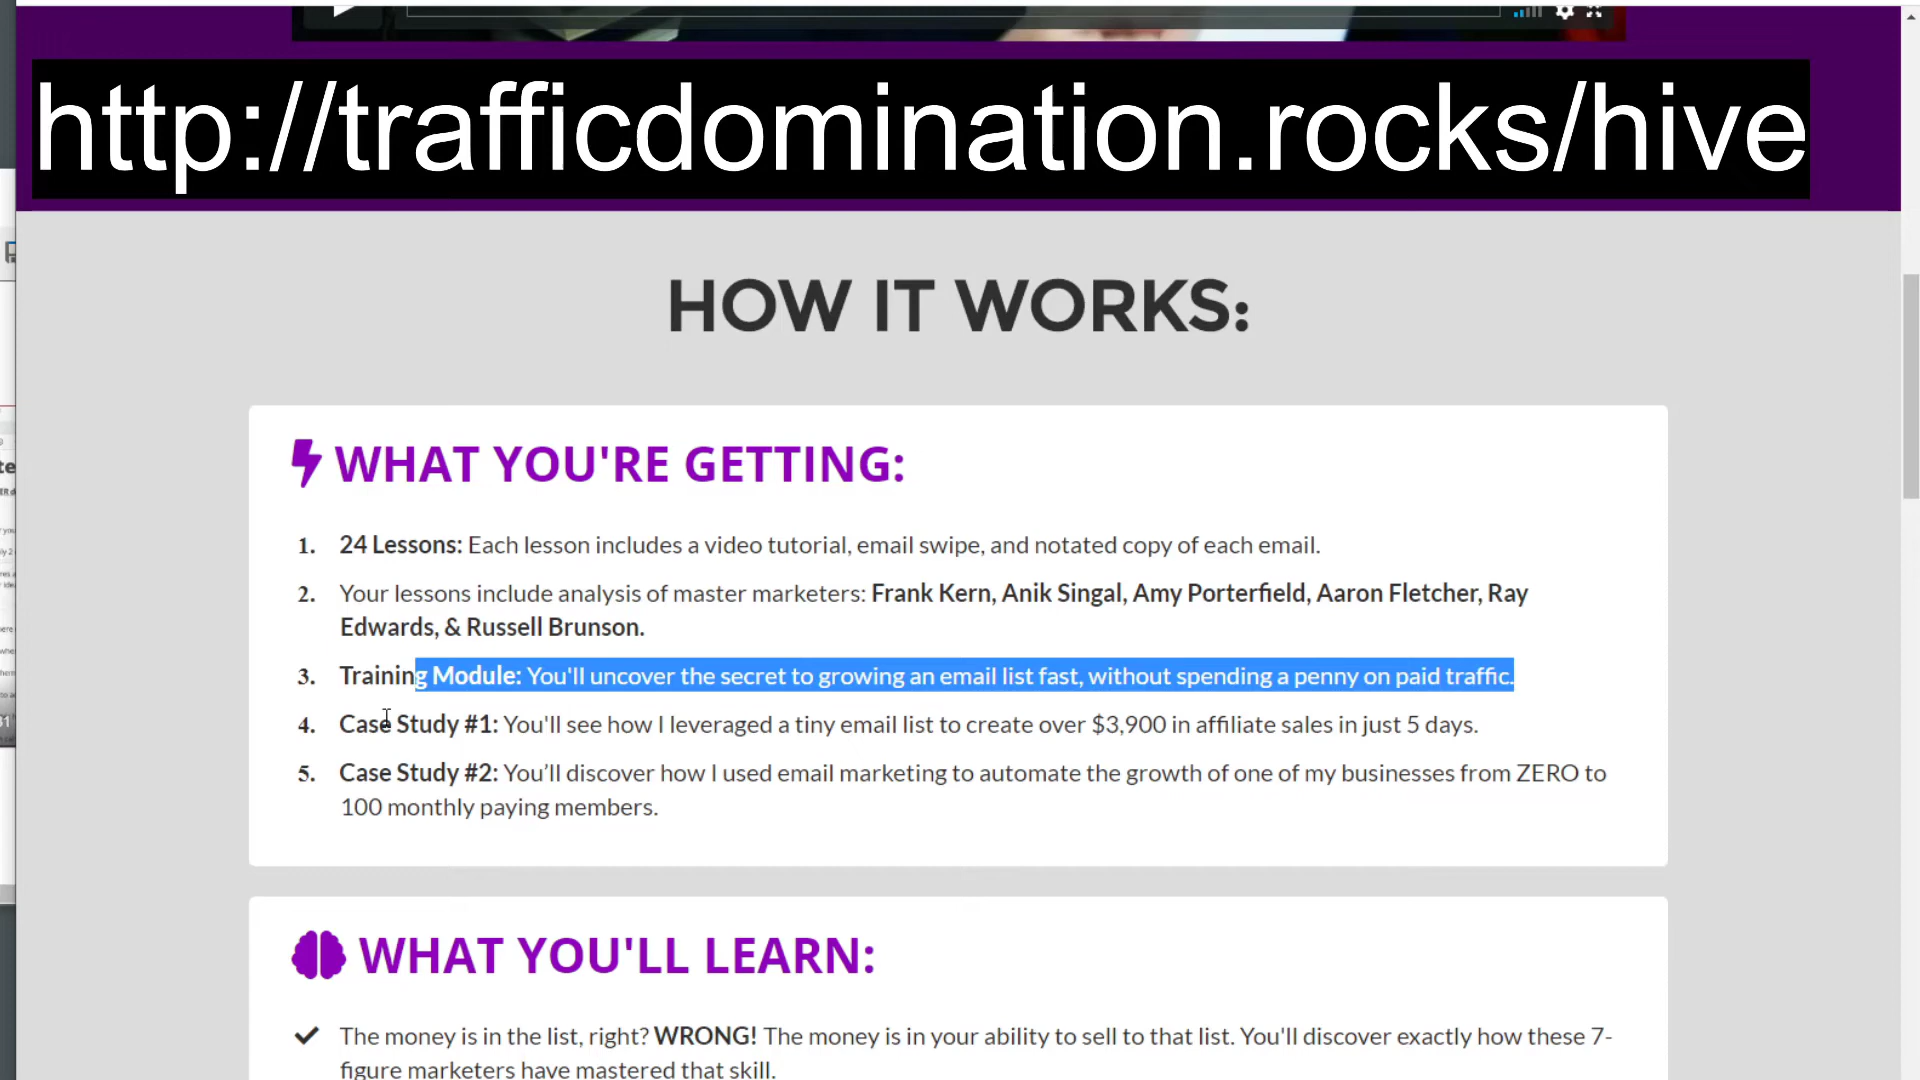 http://trafficdomination.rocks/hive
HOW IT WORKS:
WHAT YOU'RE GETTING:
1. 24 Lessons: Each lesson includes a video tutorial, email swipe, and notated copy of each email.
2. Your lessons include analysis of master marketers: Frank Kern, Anik Singal, Amy Porterfield, Aaron Fletcher, Ray
Edwards, & Russell Brunson.
3. Training Module: You'll uncover the secret to growing an email list fast, without spending a penny on paid traffic.
4. Case Study #1: You'll see how I leveraged a tiny email list to create over $3,900 in affiliate sales in just 5 days.
5. Case Study #2: You’ll discover how I used email marketing to automate the growth of one of my businesses from ZERO to
100 monthly paying members.
WHAT YOU'LL LEARN:
The money is in the list, right? WRONG! The money is in your ability to sell to that list. You'll discover exactly how these 7-
figure marketers have mastered that skill.